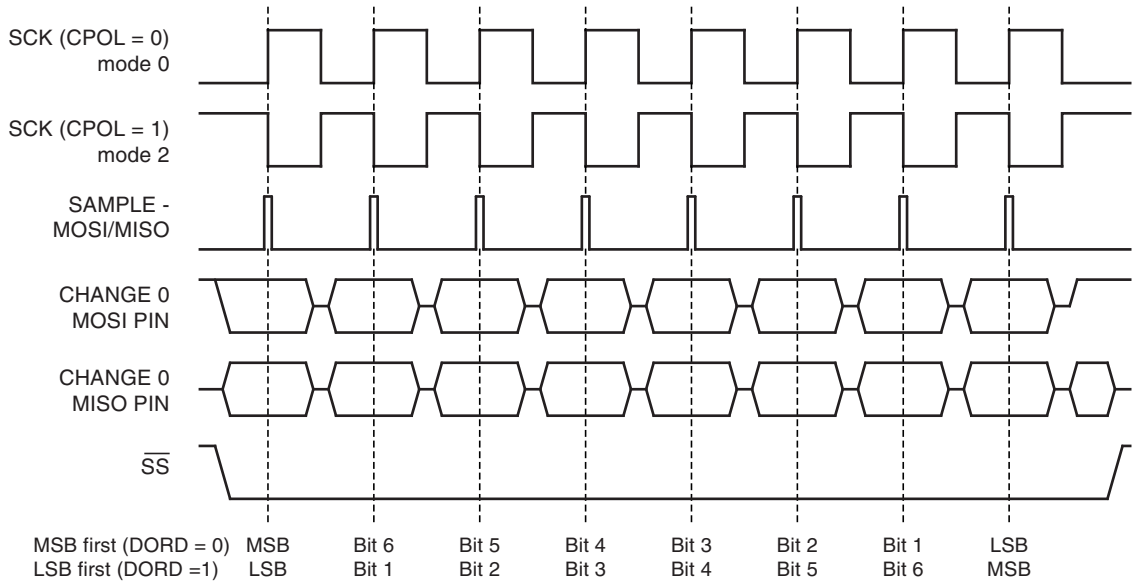 SCK (CPOL = 0)
mode 0
SCK (CPOL = 1)
mode 2
SAMPLE -
MOSI/MISO
CHANGE 0
MOSI PIN
CHANGE 0
MISO PIN
S̅S̅
MSB first (DORD = 0) MSB Bit 6 Bit 5 Bit 4 Bit 3 Bit 2 Bit 1 LSB
LSB first (DORD =1) LSB Bit 1 Bit 2 Bit 3 Bit 4 Bit 5 Bit 6 MSB